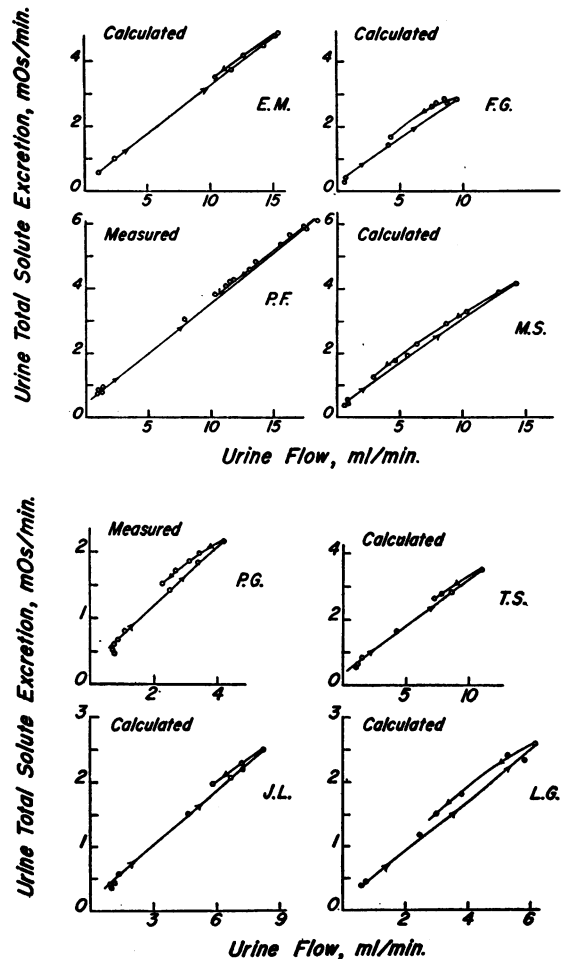 Urine Total Solute Excretion, mOs/min.
Calculated
4
2
0
5
10
15
E.M.
Calculated
4
2
0
5
10
F.G.
Measured
6
4
2
0
5
10
15
P.F.
Calculated
6
4
2
0
5
10
15
M.S.
Urine Flow, ml/min.
Urine Total Solute Excretion, mOs/min.
Measured
2
1
0
2
4
P.G.
Calculated
4
2
0
5
10
T.S.
Calculated
3
2
1
0
3
6
9
J.L.
Calculated
3
2
1
0
2
4
6
L.G.
Urine Flow, ml/min.